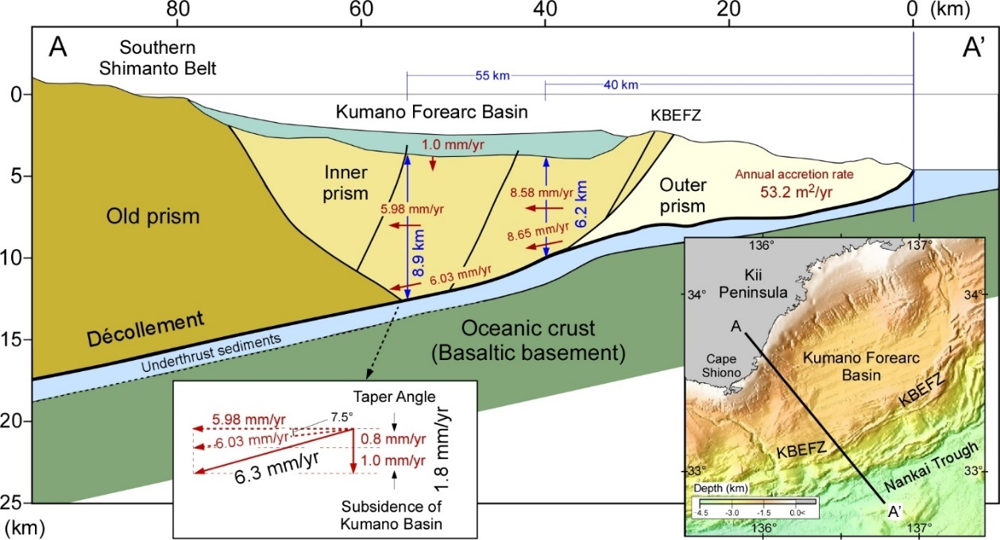 80 60 40 20 0 (km)
A
A’
Southern
Shimanto Belt
55 km
40 km
0
Kumano Forearc Basin
KBEFZ
1.0 mm/yr
5
Inner
prism
8.58 mm/yr
6.2 km
Annual accretion rate
53.2 m²/yr
Outer
prism
Old prism
5.98 mm/yr
8.65 mm/yr
8.9 km
6.03 mm/yr
10
Décollement
15
Underthrust sediments
Oceanic crust
(Basaltic basement)
20
25
(km)
Taper Angle
7.5°
5.98 mm/yr
6.03 mm/yr
6.3 mm/yr
0.8 mm/yr
1.0 mm/yr
1.8 mm/yr
Subsidence of
Kumano Basin
136° 137°
Kii
Peninsula
34° 34°
A
Cape
Shiono
Kumano Forearc
Basin
KBEFZ
KBEFZ
Nankai Trough
33° 33°
Depth (km)
-4.5 -3.0 -1.5 0.0<
A’
136° 137°